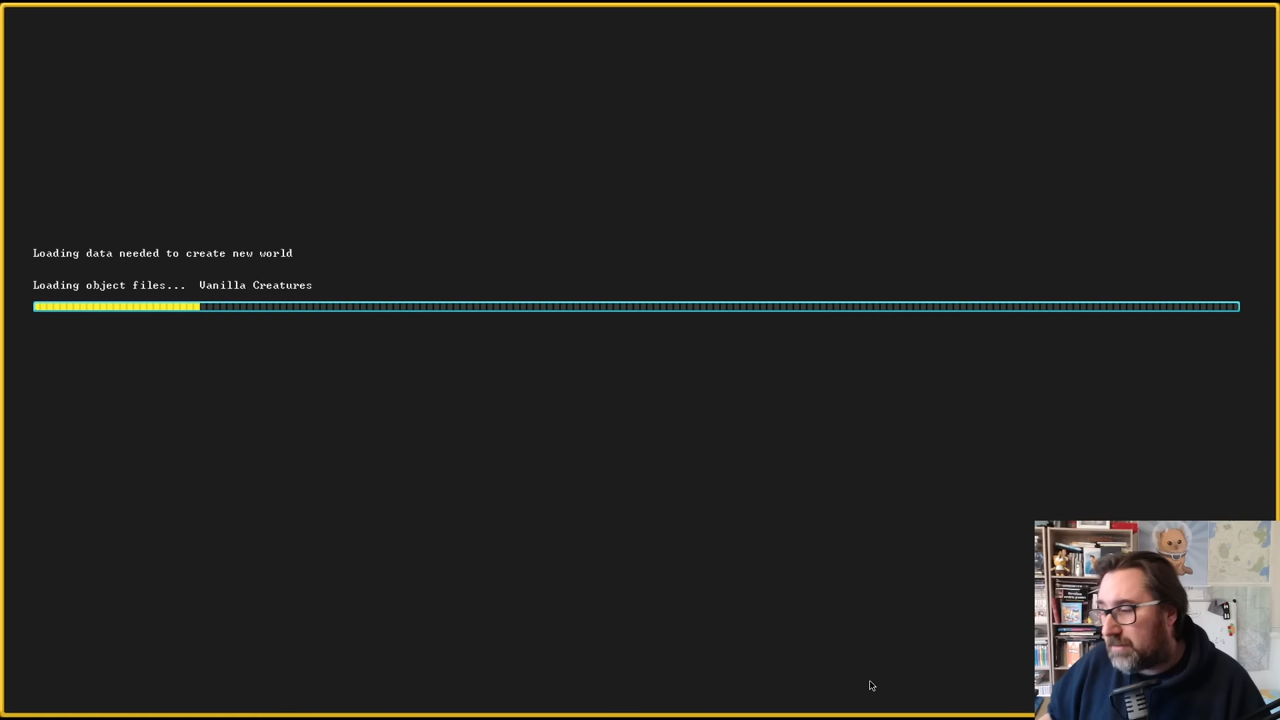 Loading data needed to create new world
Loading object files... Vanilla Creatures